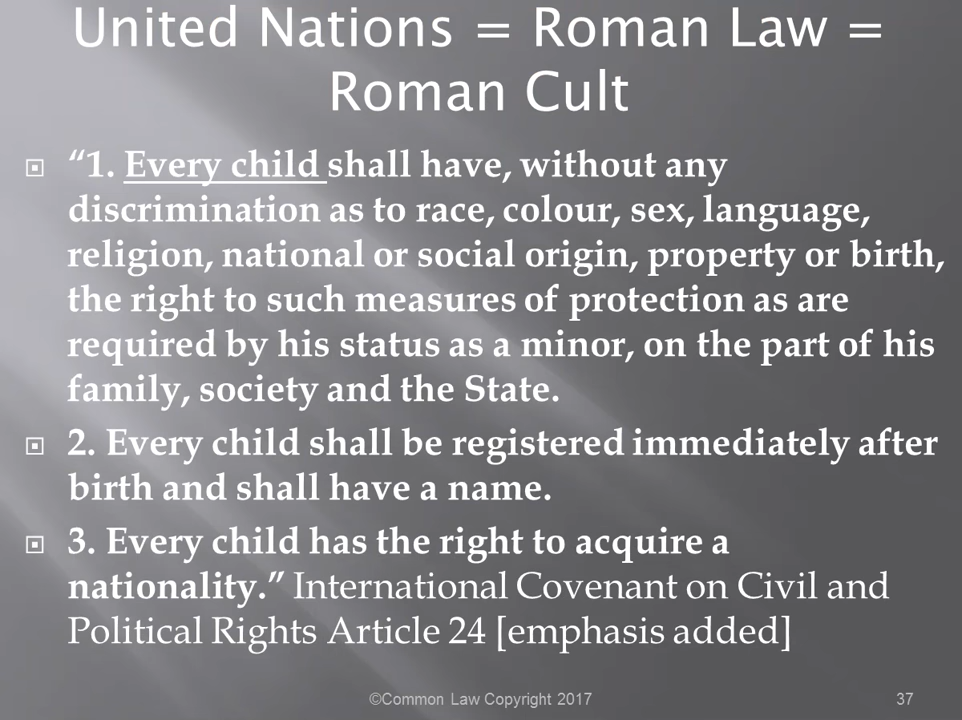 United Nations = Roman Law =
Roman Cult
“1. Every child shall have, without any
discrimination as to race, colour, sex, language,
religion, national or social origin, property or birth,
the right to such measures of protection as are
required by his status as a minor, on the part of his
family, society and the State.
2. Every child shall be registered immediately after
birth and shall have a name.
3. Every child has the right to acquire a
nationality.” International Covenant on Civil and
Political Rights Article 24 [emphasis added]
©Common Law Copyright 2017
37